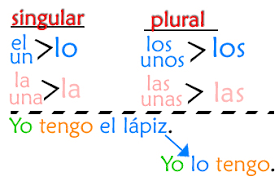 singular plural
el un > lo los unos > los
la una > la las unas > las
Yo tengo el lápiz.
Yo lo tengo.